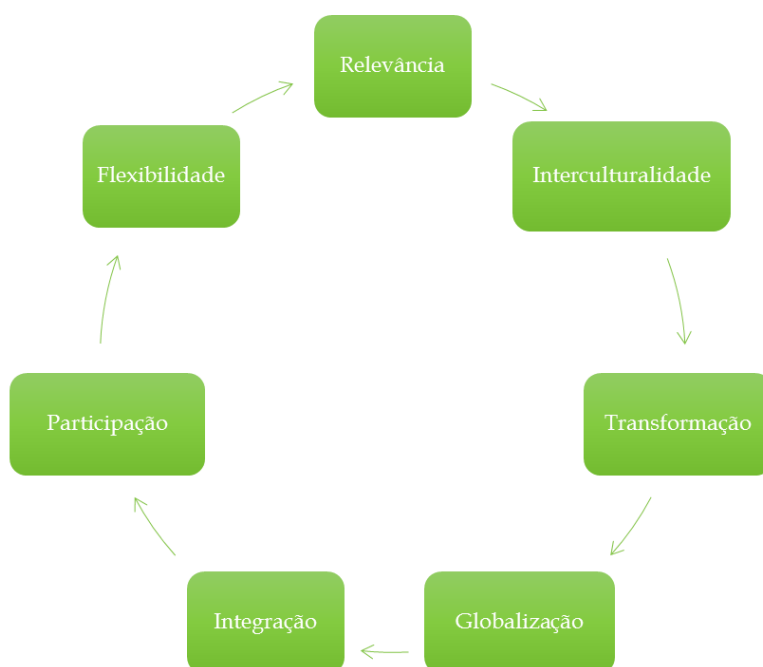 Relevância
Interculturalidade
Transformação
Globalização
Integração
Participação
Flexibilidade